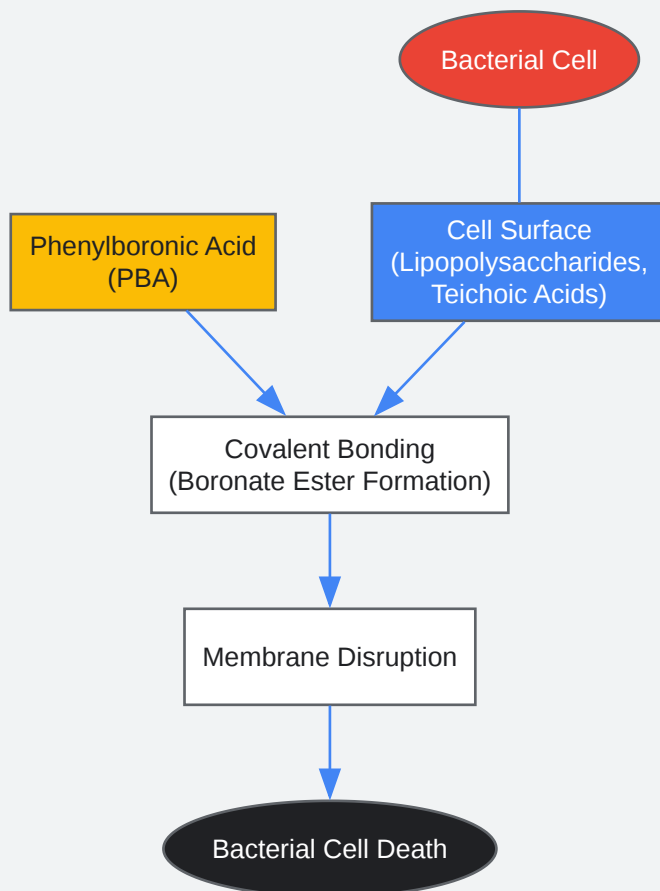 Bacterial Cell
Phenylboronic Acid
(PBA)
Cell Surface
(Lipopolysaccharides,
Teichoic Acids)
Covalent Bonding
(Boronate Ester Formation)
Membrane Disruption
Bacterial Cell Death